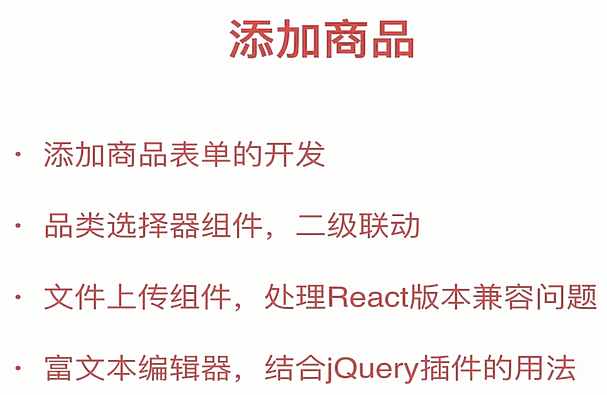 添加商品
· 添加商品表单的开发
· 品类选择器组件，二级联动
· 文件上传组件，处理React版本兼容问题
· 富文本编辑器，结合jQuery插件的用法